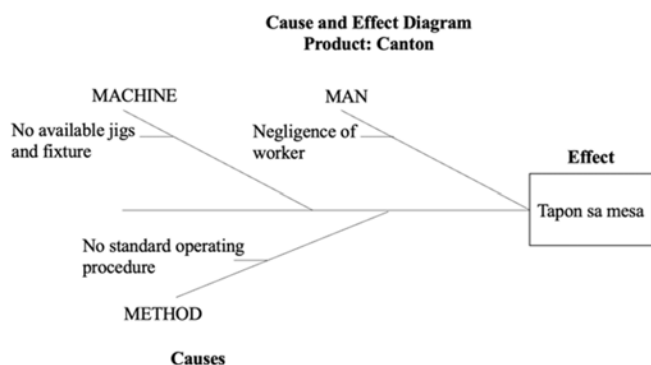 Cause and Effect Diagram
Product: Canton
MACHINE
MAN
No available jigs
and fixture
Negligence of
worker
Effect
Tapon sa mesa
No standard operating
procedure
METHOD
Causes